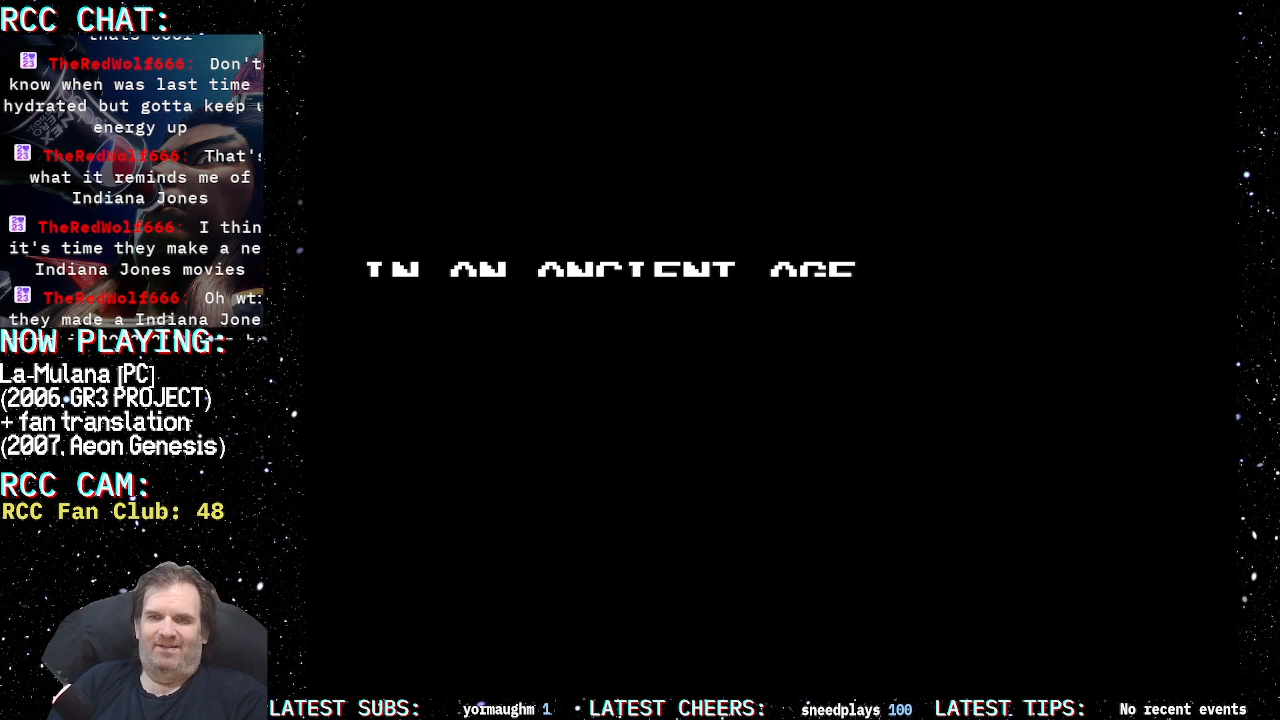 RCC CHAT:
thats cool
TheRedWolf666: Don't
know when was last time
hydrated but gotta keep u
energy up
TheRedWolf666: That's
what it reminds me of
Indiana Jones
TheRedWolf666: I thin
it's time they make a ne
Indiana Jones movies
TheRedWolf666: Oh wt
they made a Indiana Jone
NOW PLAYING:
La-Mulana [PC]
(2006, GR3 PROJECT)
+ fan translation
(2007, Aeon Genesis)
RCC CAM:
RCC Fan Club: 48
IN AN ANCIENT AGE
LATEST SUBS: yormaughm 1 • LATEST CHEERS: sneedplays 100 LATEST TIPS: No recent events